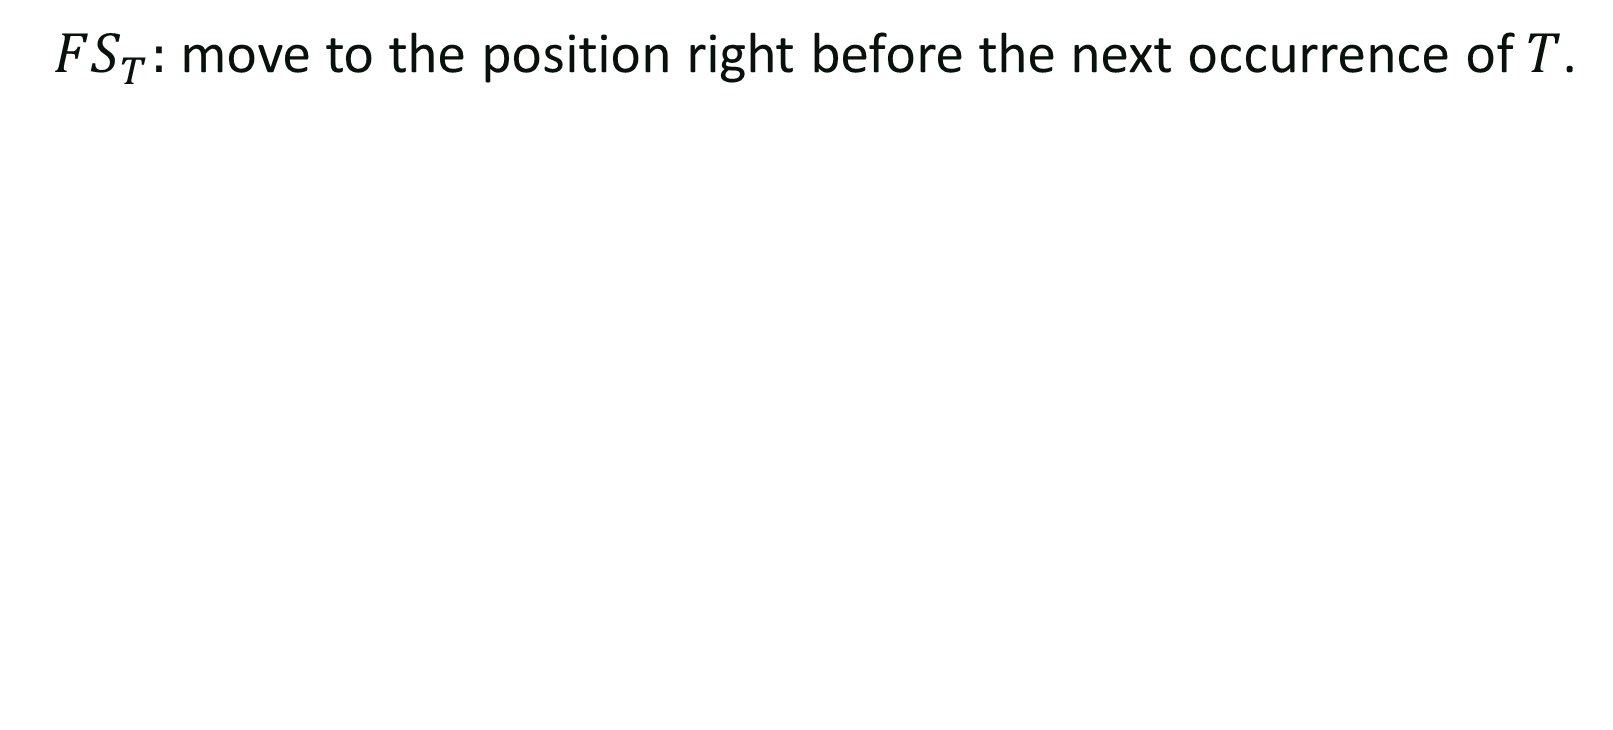 FS_T: move to the position right before the next occurrence of T.